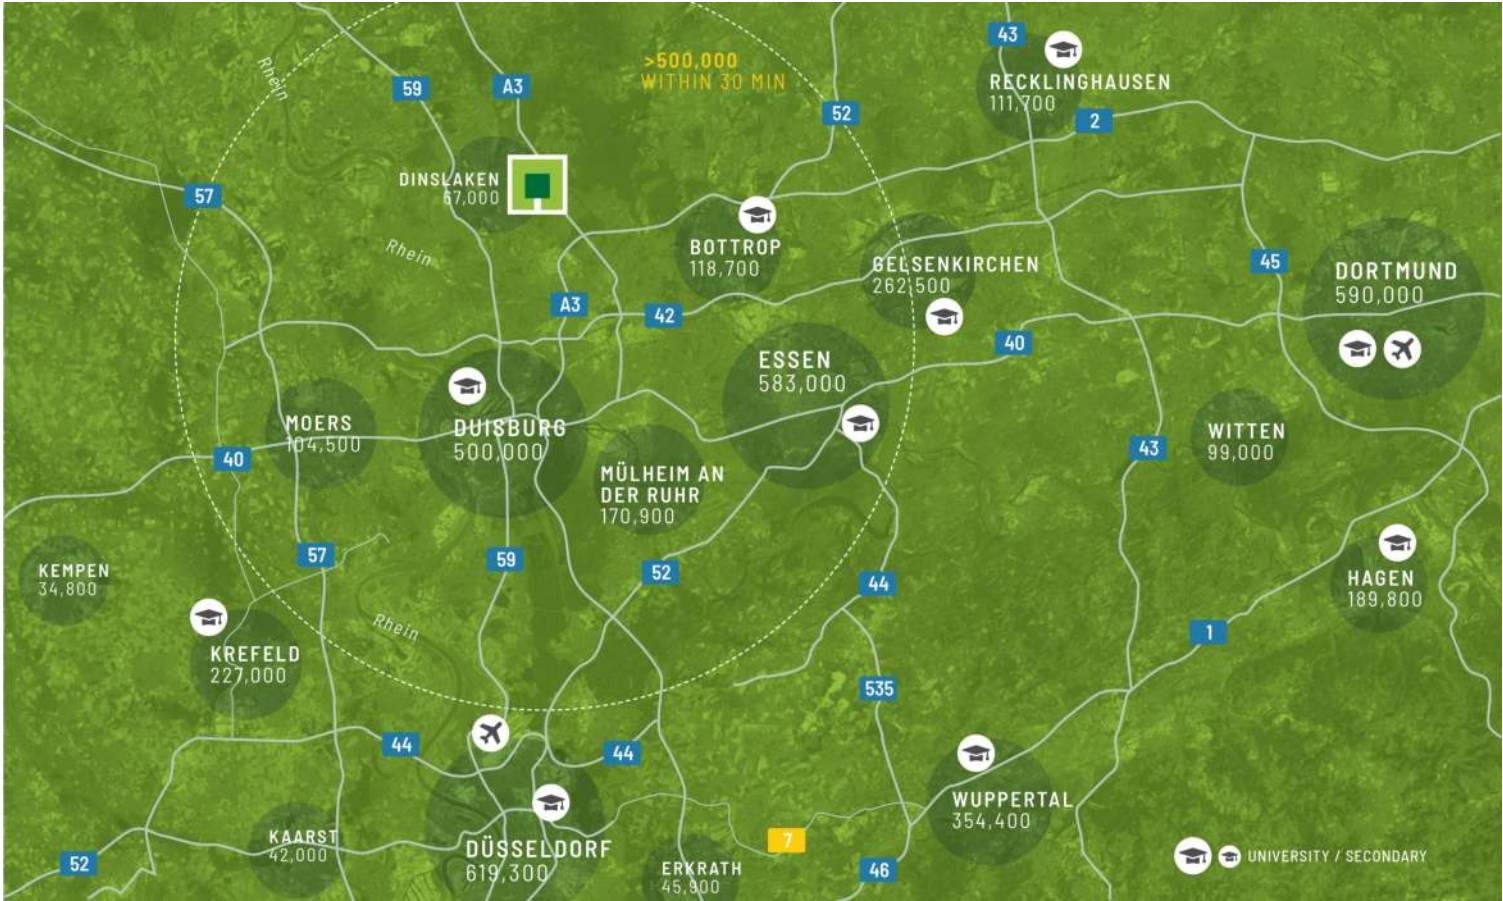 43
>500,000
WITHIN 30 MIN
Rhein
59
A3
RECKLINGHAUSEN
111,700
52
2
DINSLAKEN
67,000
57
Rhein
BOTTROP
118,700
GELSENKIRCHEN
262,500
45
DORTMUND
590,000
A3
42
40
ESSEN
583,000
MOERS
104,500
DUISBURG
500,000
WITTEN
99,000
40
43
MÜLHEIM AN
DER RUHR
170,900
57
59
52
44
KEMPEN
34,800
HAGEN
189,800
Rhein
1
KREFELD
227,000
535
44
44
WUPPERTAL
354,400
KAARST
42,000
DÜSSELDORF
619,300
7
52
ERKRATH
45,900
46
UNIVERSITY / SECONDARY